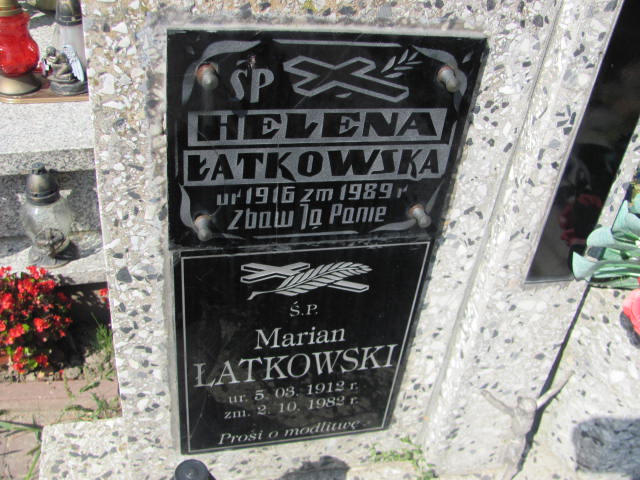 ŚP
HELENA
ŁATKOWSKA
ur 1916 zm 1989 r
Zbaw Ją Panie
Ś.P.
Marian
ŁATKOWSKI
ur. 5. 03. 1912 r.
zm. 2. 10. 1982 r.
Prosi o modlitwę